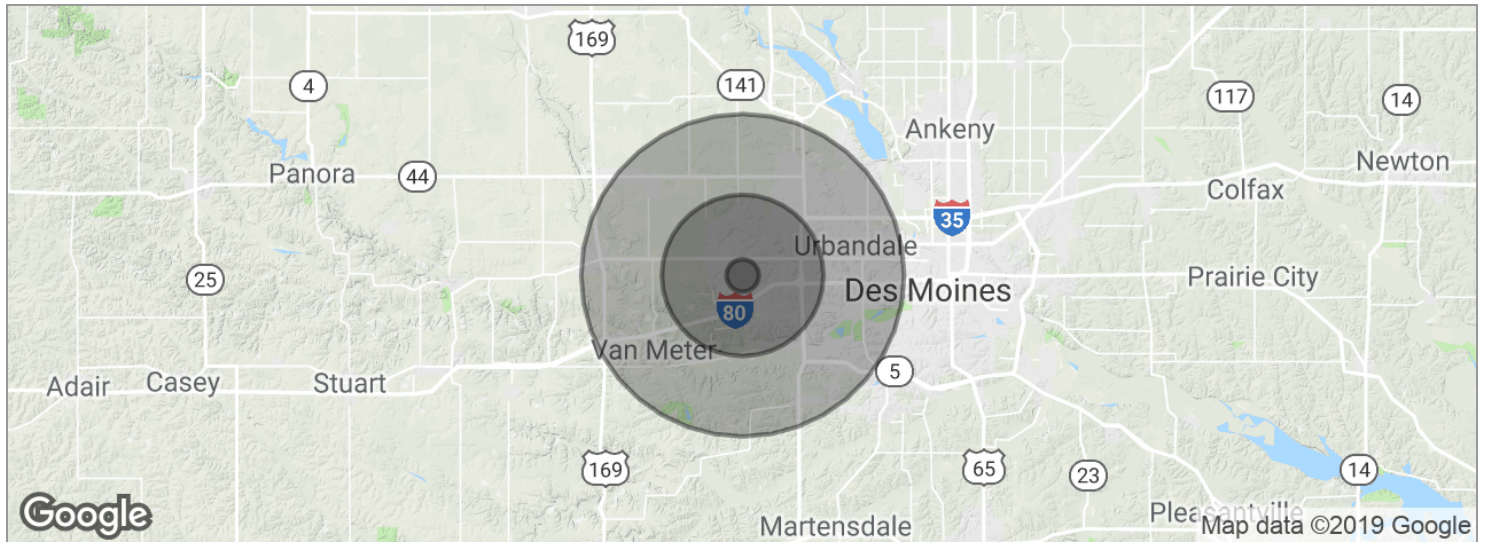 169
4
141
117
14
Ankeny
Panora
44
Newton
Colfax
35
Urbandale
25
Prairie City
Des Moines
80
Van Meter
5
Adair
Casey
Stuart
169
65
23
14
Google
Martensdale
Pleasantville
Map data ©2019 Google